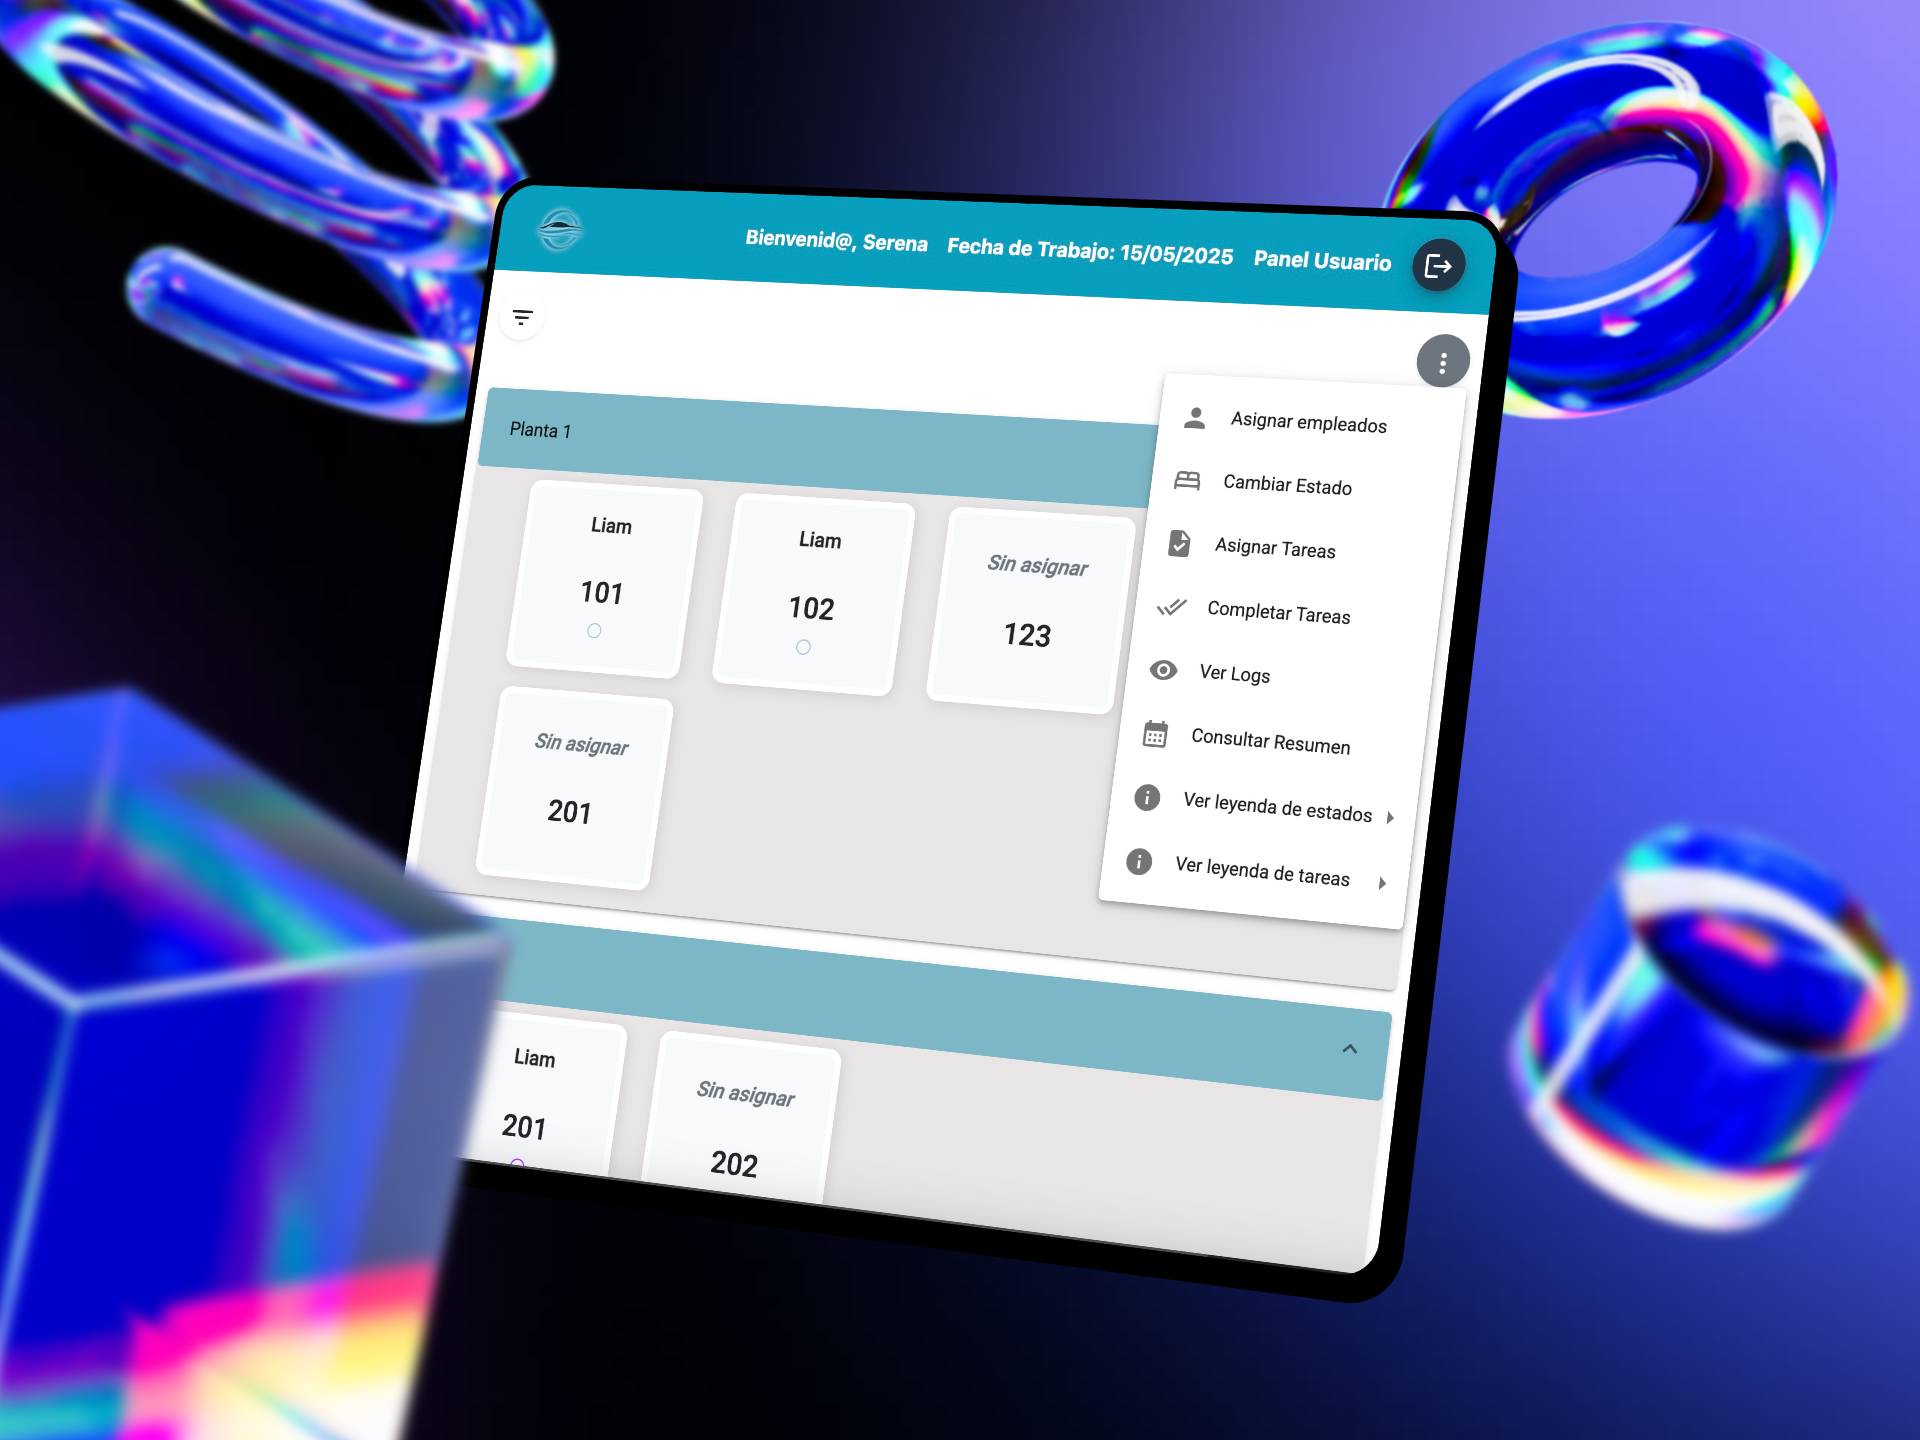 Bienvenid@, Serena Fecha de Trabajo: 15/05/2025 Panel Usuario
Planta 1
Liam
101
Liam
102
Sin asignar
123
Sin asignar
201
Asignar empleados
Cambiar Estado
Asignar Tareas
Completar Tareas
Ver Logs
Consultar Resumen
Ver leyenda de estados
Ver leyenda de tareas
Liam
201
Sin asignar
202